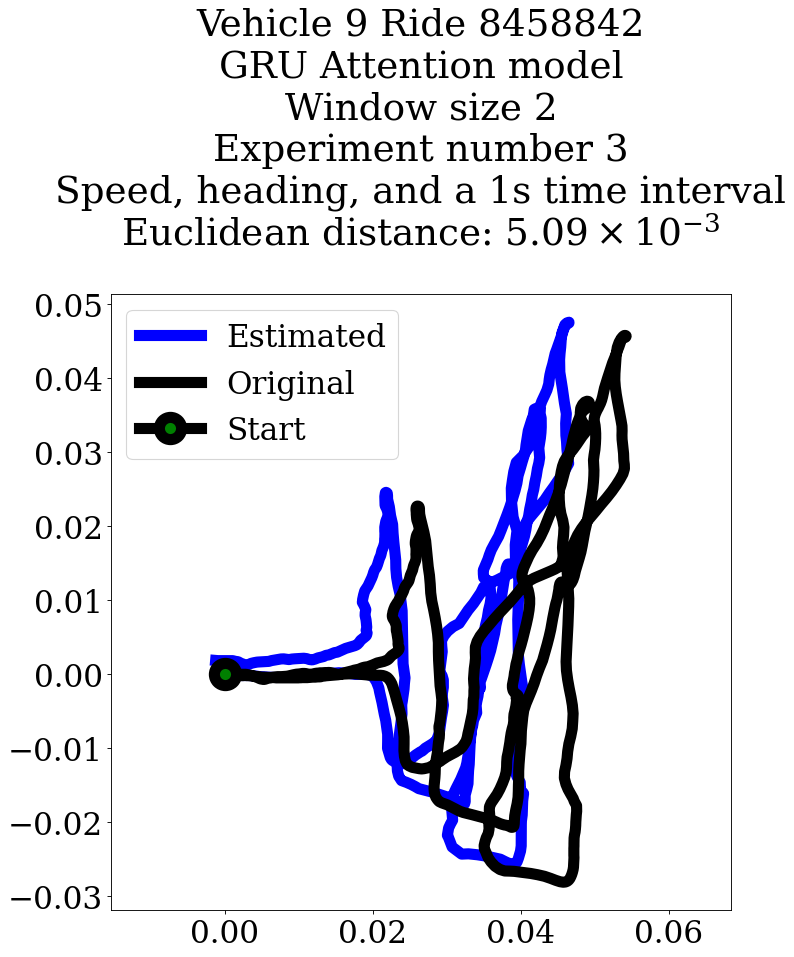 Vehicle 9 Ride 8458842
GRU Attention model
Window size 2
Experiment number 3
Speed, heading, and a 1s time interval
Euclidean distance: 5.09 × 10⁻³
0.05
Estimated
0.04
Original
Start
0.03
0.02
0.01
0.00
−0.01
−0.02
−0.03
0.00 0.02 0.04 0.06